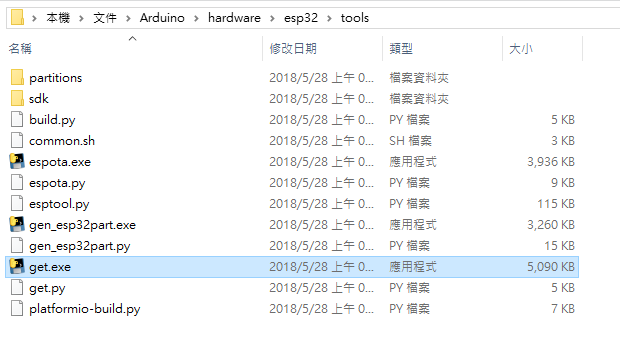 本機 › 文件 › Arduino › hardware › esp32 › tools
名稱 修改日期 類型 大小
partitions 2018/5/28 上午 0... 檔案資料夾
sdk 2018/5/28 上午 0... 檔案資料夾
build.py 2018/5/28 上午 0... PY 檔案 5 KB
common.sh 2018/5/28 上午 0... SH 檔案 3 KB
espota.exe 2018/5/28 上午 0... 應用程式 3,936 KB
espota.py 2018/5/28 上午 0... PY 檔案 9 KB
esptool.py 2018/5/28 上午 0... PY 檔案 115 KB
gen_esp32part.exe 2018/5/28 上午 0... 應用程式 3,260 KB
gen_esp32part.py 2018/5/28 上午 0... PY 檔案 15 KB
get.exe 2018/5/28 上午 0... 應用程式 5,090 KB
get.py 2018/5/28 上午 0... PY 檔案 5 KB
platformio-build.py 2018/5/28 上午 0... PY 檔案 7 KB